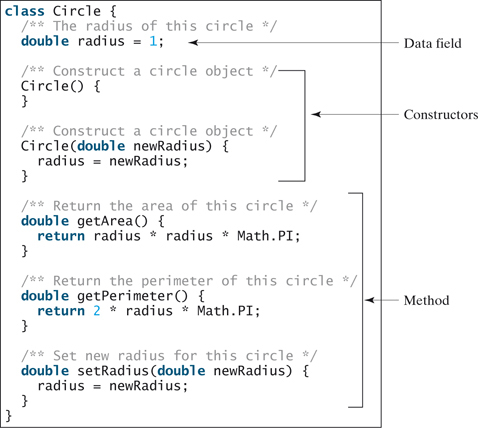 class Circle {
/** The radius of this circle */
double radius = 1;
Data field
/** Construct a circle object */
Circle() {
}
Constructors
/** Construct a circle object */
Circle(double newRadius) {
radius = newRadius;
}
/** Return the area of this circle */
double getArea() {
return radius * radius * Math.PI;
}
/** Return the perimeter of this circle */
double getPerimeter() {
return 2 * radius * Math.PI;
}
Method
/** Set new radius for this circle */
double setRadius(double newRadius) {
radius = newRadius;
}
}